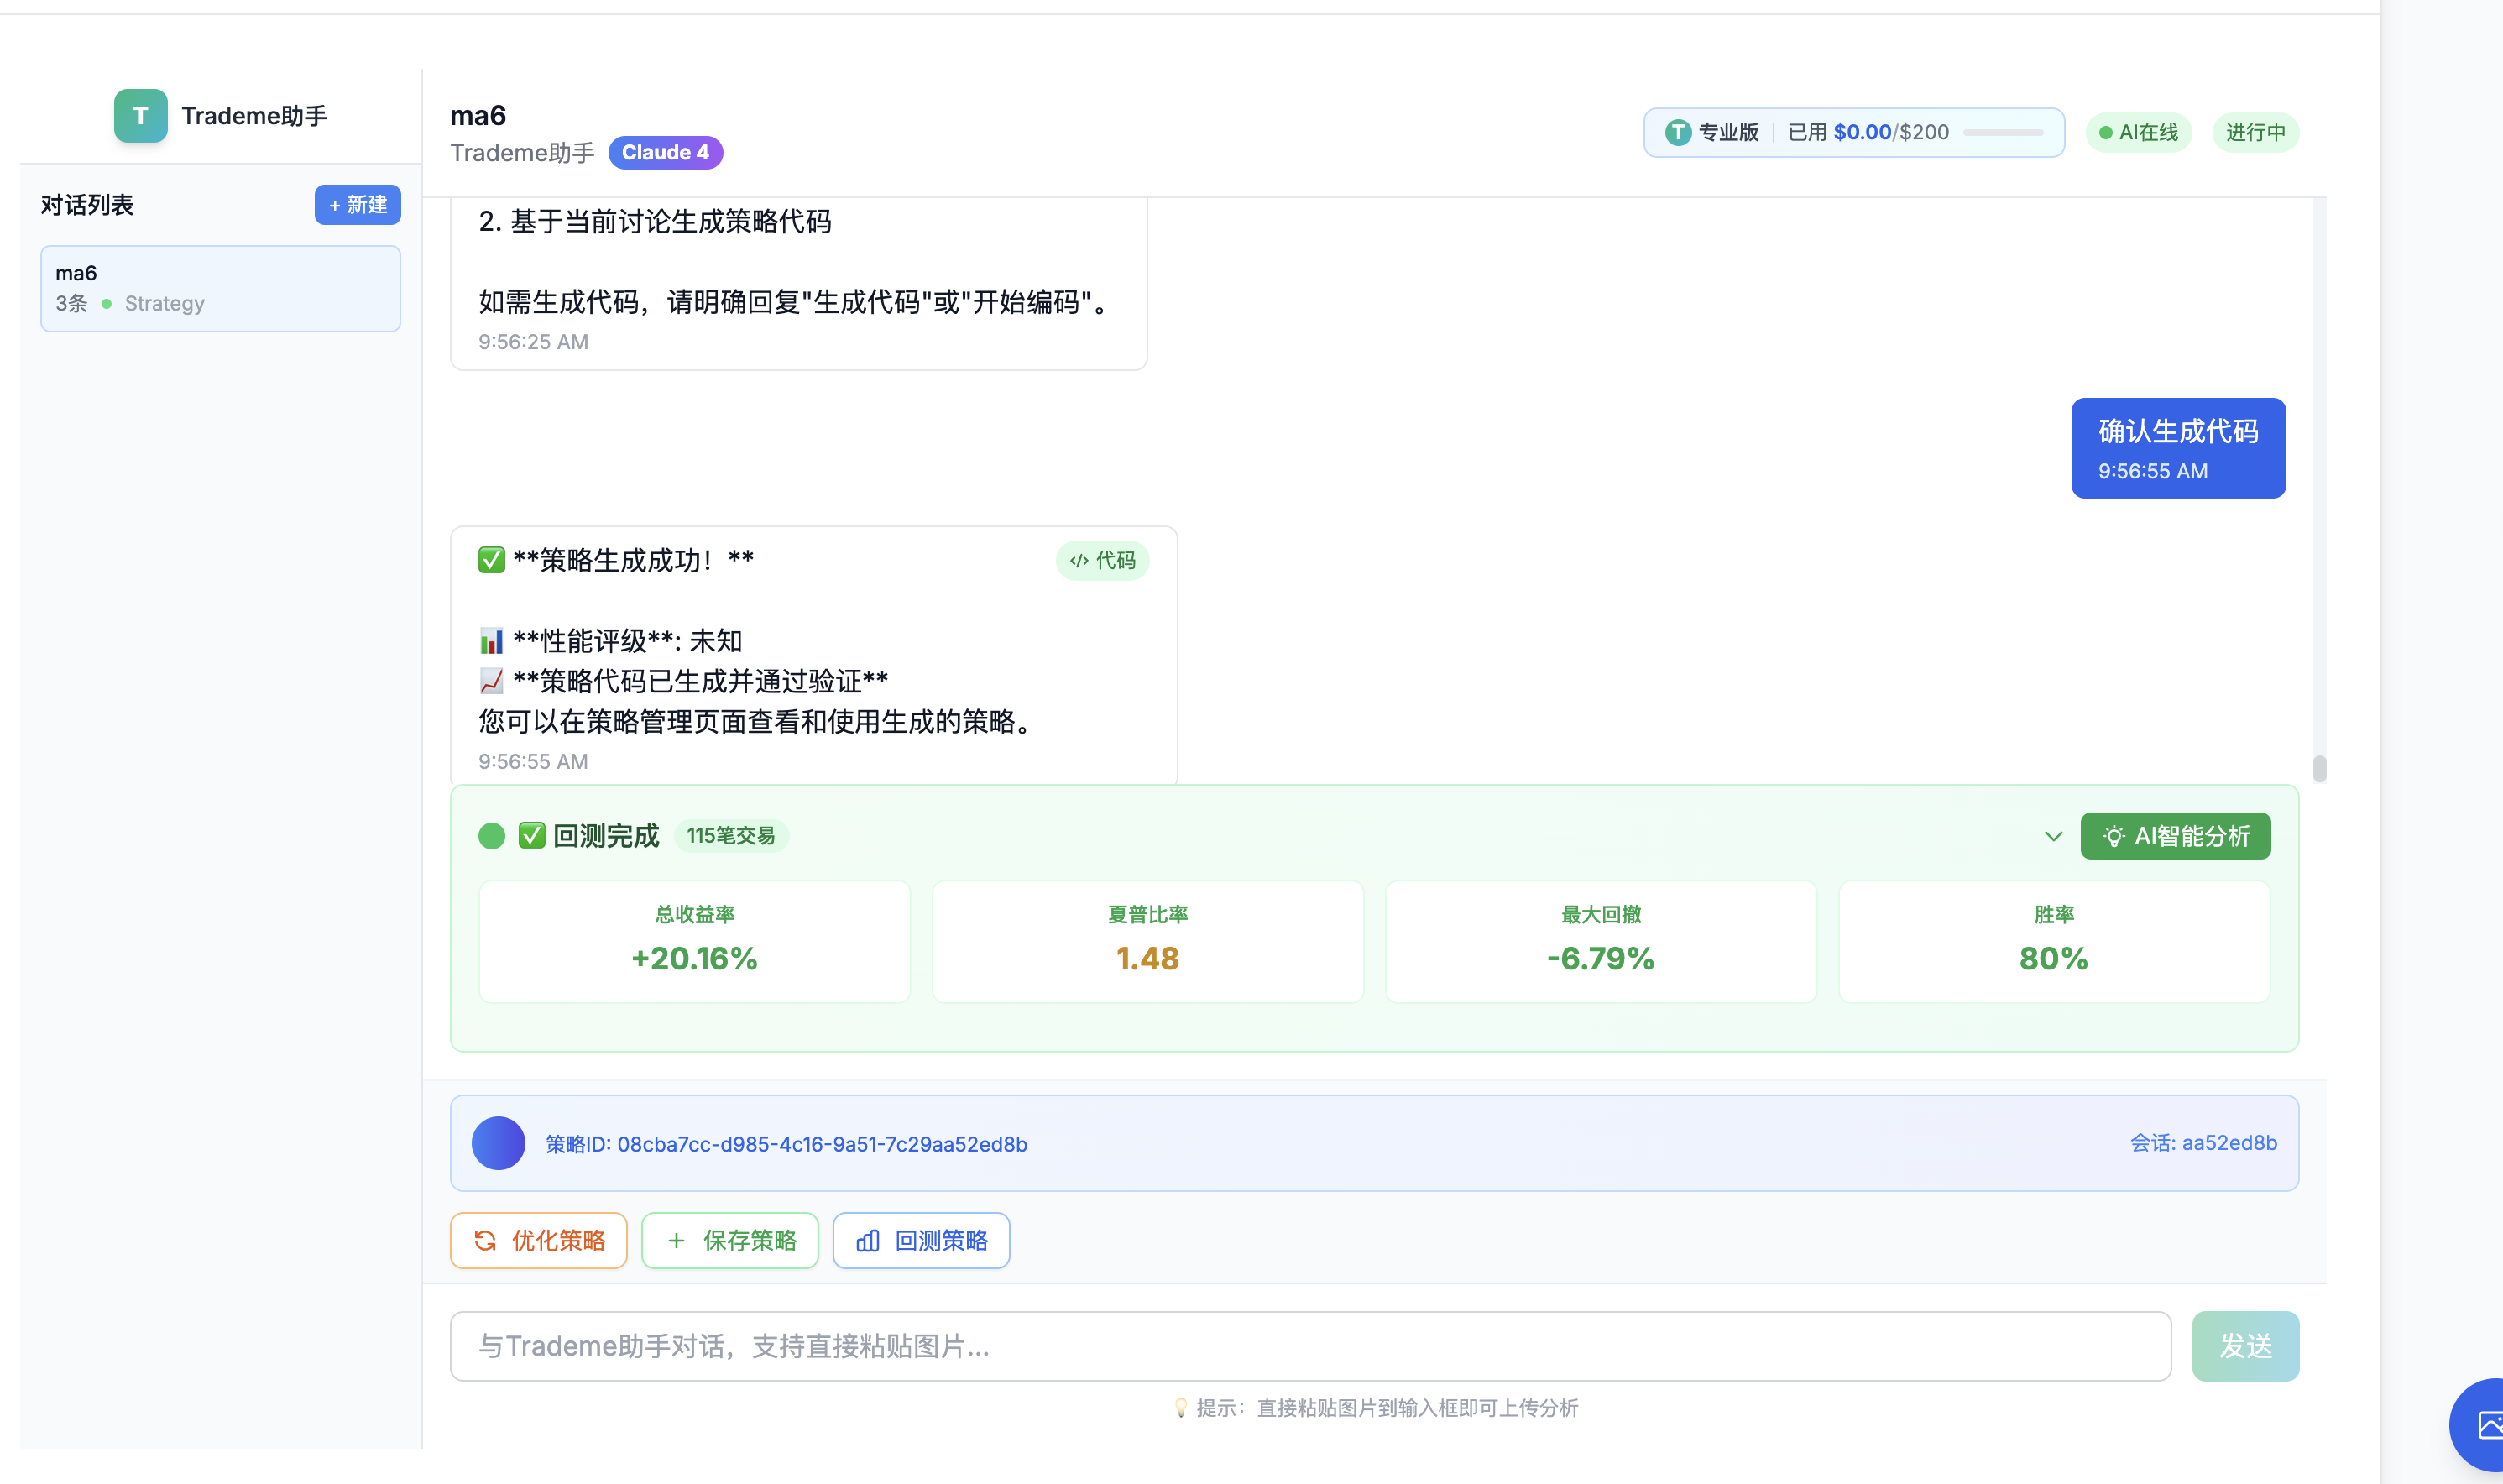 T Trademe助手
对话列表
+ 新建
ma6
3条 Strategy
ma6
Trademe助手 Claude 4
T 专业版 已用 $0.00/$200
AI在线
进行中
2. 基于当前讨论生成策略代码
如需生成代码，请明确回复"生成代码"或"开始编码"。
9:56:25 AM
确认生成代码
9:56:55 AM
✅ **策略生成成功！**
</> 代码
📊 **性能评级**: 未知
📈 **策略代码已生成并通过验证**
您可以在策略管理页面查看和使用生成的策略。
9:56:55 AM
✅ 回测完成 115笔交易
AI智能分析
总收益率
+20.16%
夏普比率
1.48
最大回撤
-6.79%
胜率
80%
策略ID: 08cba7cc-d985-4c16-9a51-7c29aa52ed8b
会话: aa52ed8b
优化策略
+ 保存策略
回测策略
与Trademe助手对话，支持直接粘贴图片...
发送
💡 提示：直接粘贴图片到输入框即可上传分析